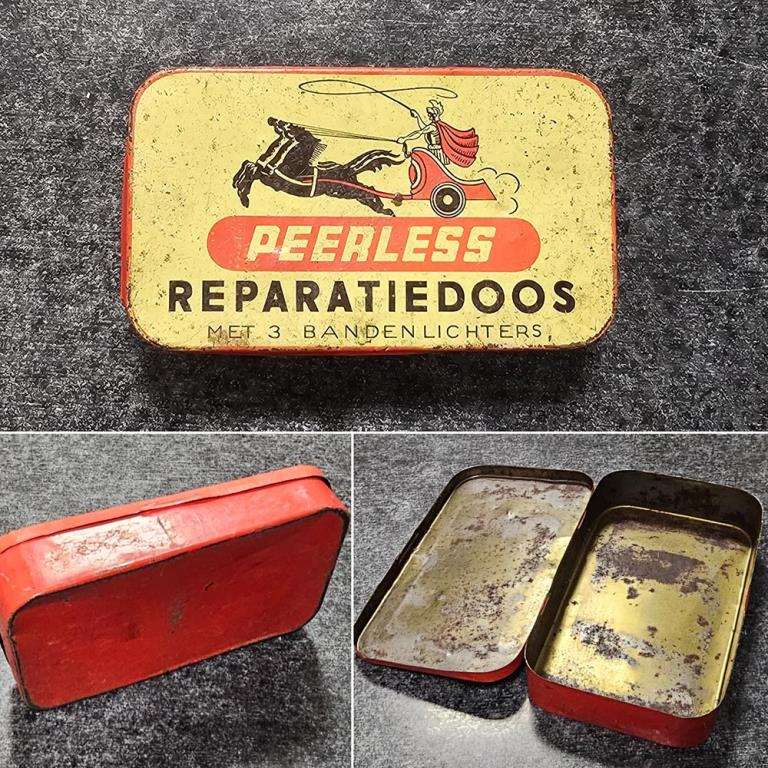 PEERLESS
REPARATIEDOOS
MET 3 BANDENLICHTERS